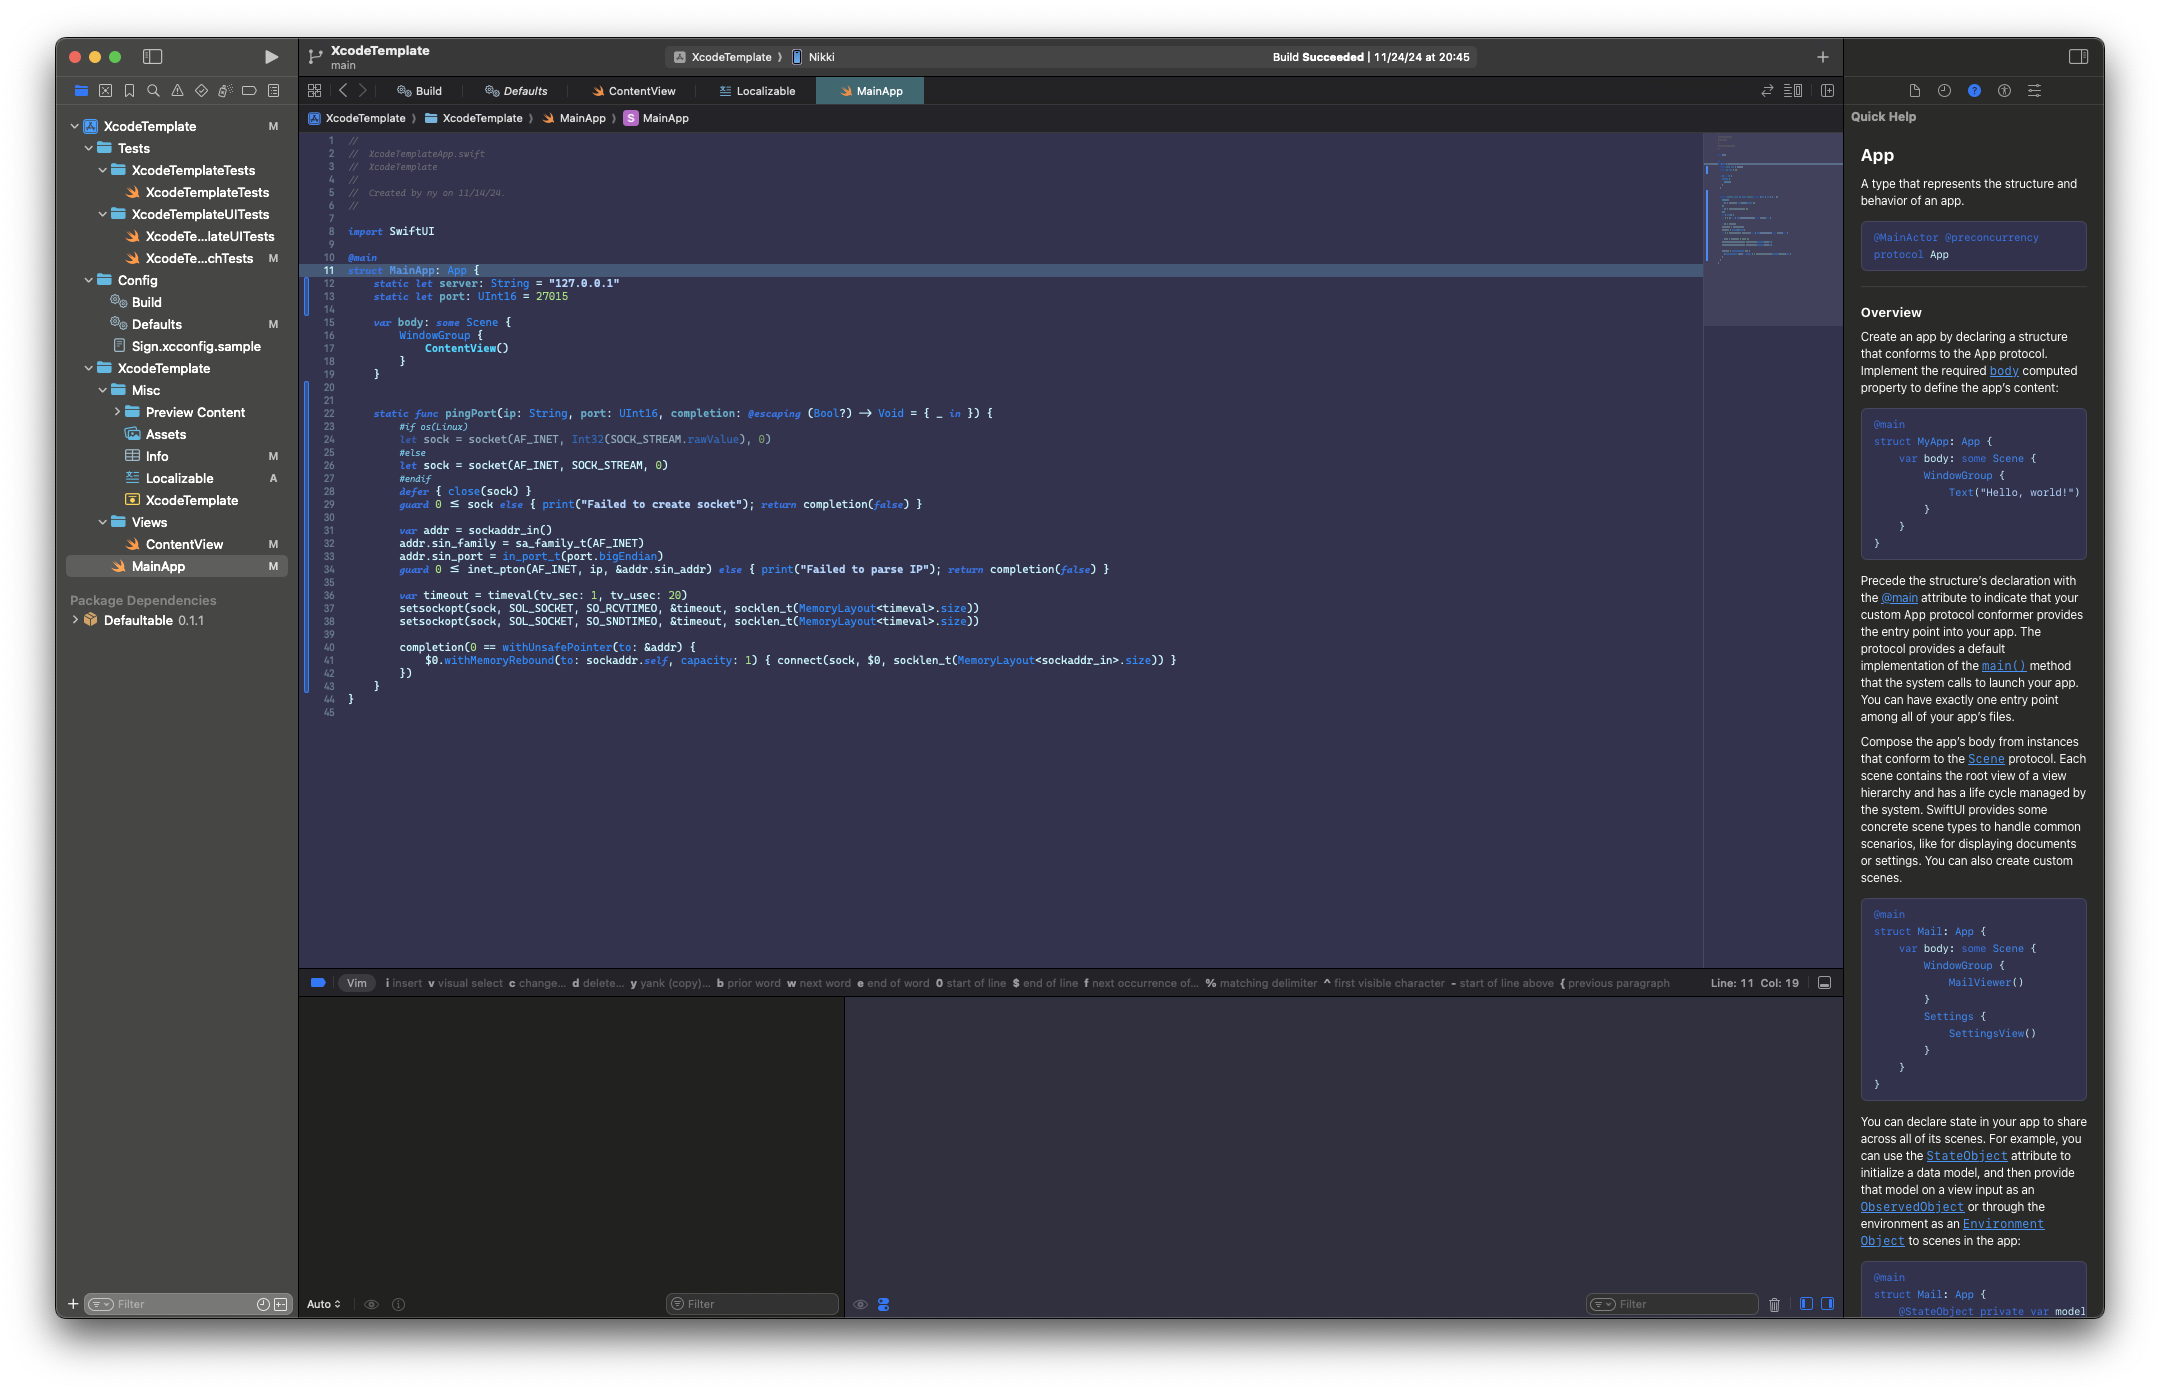 XcodeTemplate
main
XcodeTemplate
Nikki
Build Succeeded | 11/24/24 at 20:45
Build
Defaults
ContentView
Localizable
MainApp
XcodeTemplate
XcodeTemplate
MainApp
S MainApp
XcodeTemplate M
Tests
XcodeTemplateTests
XcodeTemplateTests
XcodeTemplateUITests
XcodeTe...lateUITests
XcodeTe...chTests M
Config
Build
Defaults M
Sign.xcconfig.sample
XcodeTemplate
Misc
Preview Content
Assets
Info M
Localizable A
XcodeTemplate
Views
ContentView M
MainApp M
Package Dependencies
Defaultable 0.1.1
Filter
1 //
2 // XcodeTemplateApp.swift
3 // XcodeTemplate
4 //
5 // Created by ny on 11/14/24.
6 //
7
8 import SwiftUI
9
10 @main
11 struct MainApp: App {
12 static let server: String = "127.0.0.1"
13 static let port: UInt16 = 27015
14
15 var body: some Scene {
16 WindowGroup {
17 ContentView()
18 }
19 }
20
21
22 static func pingPort(ip: String, port: UInt16, completion: @escaping (Bool?) -> Void = { _ in }) {
23 #if os(Linux)
24 let sock = socket(AF_INET, Int32(SOCK_STREAM.rawValue), 0)
25 #else
26 let sock = socket(AF_INET, SOCK_STREAM, 0)
27 #endif
28 defer { close(sock) }
29 guard 0 <= sock else { print("Failed to create socket"); return completion(false) }
30
31 var addr = sockaddr_in()
32 addr.sin_family = sa_family_t(AF_INET)
33 addr.sin_port = in_port_t(port.bigEndian)
34 guard 0 <= inet_pton(AF_INET, ip, &addr.sin_addr) else { print("Failed to parse IP"); return completion(false) }
35
36 var timeout = timeval(tv_sec: 1, tv_usec: 20)
37 setsockopt(sock, SOL_SOCKET, SO_RCVTIMEO, &timeout, socklen_t(MemoryLayout<timeval>.size))
38 setsockopt(sock, SOL_SOCKET, SO_SNDTIMEO, &timeout, socklen_t(MemoryLayout<timeval>.size))
39
40 completion(0 == withUnsafePointer(to: &addr) {
41 $0.withMemoryRebound(to: sockaddr.self, capacity: 1) { connect(sock, $0, socklen_t(MemoryLayout<sockaddr_in>.size)) }
42 })
43 }
44 }
45
Vim i insert v visual select c change... d delete... y yank (copy)... b prior word w next word e end of word 0 start of line $ end of line f next occurrence of... % matching delimiter ^ first visible character - start of line above { previous paragraph
Line: 11 Col: 19
Auto
Filter
Filter
Quick Help
App
A type that represents the structure and
behavior of an app.
@MainActor @preconcurrency
protocol App
Overview
Create an app by declaring a structure
that conforms to the App protocol.
Implement the required body computed
property to define the app's content:
@main
struct MyApp: App {
var body: some Scene {
WindowGroup {
Text("Hello, world!")
}
}
}
Precede the structure's declaration with
the @main attribute to indicate that your
custom App protocol conformer provides
the entry point into your app. The
protocol provides a default
implementation of the main() method
that the system calls to launch your app.
You can have exactly one entry point
among all of your app's files.
Compose the app's body from instances
that conform to the Scene protocol. Each
scene contains the root view of a view
hierarchy and has a life cycle managed by
the system. SwiftUI provides some
concrete scene types to handle common
scenarios, like for displaying documents
or settings. You can also create custom
scenes.
@main
struct Mail: App {
var body: some Scene {
WindowGroup {
MailViewer()
}
Settings {
SettingsView()
}
}
}
You can declare state in your app to share
across all of its scenes. For example, you
can use the StateObject attribute to
initialize a data model, and then provide
that model on a view input as an
ObservedObject or through the
environment as an Environment
Object to scenes in the app:
@main
struct Mail: App {
@StateObject private var model